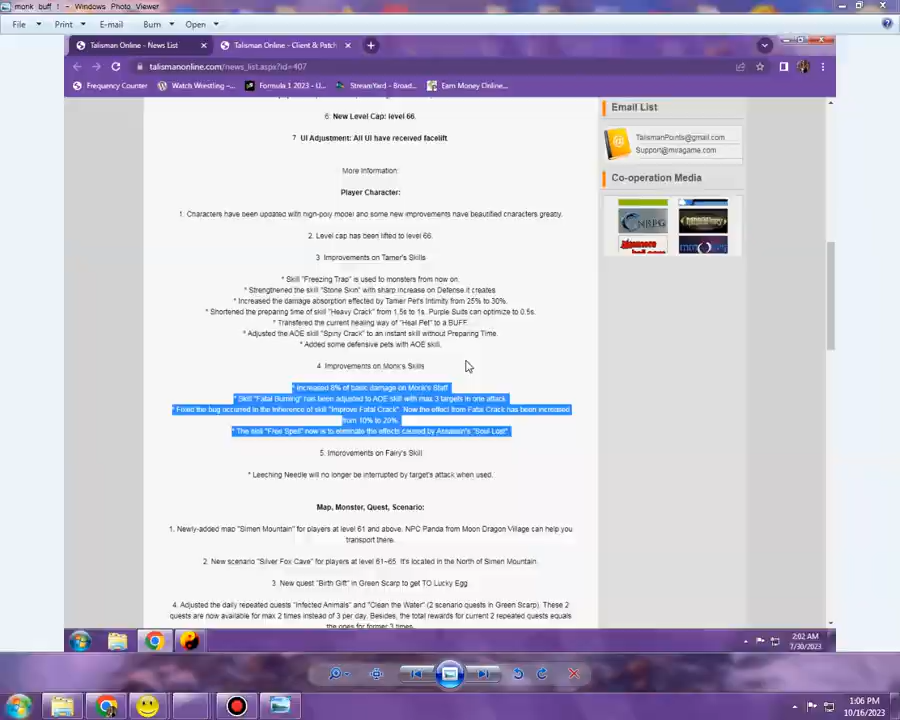 monk buff ! - Windows Photo Viewer
File Print E-mail Burn Open
Talisman Online - News List Talisman Online - Client & Patch
talismanonline.com/news_list.aspx?id=407
Frequency Counter Watch Wrestling -... Formula 1 2023 - U... StreamYard - Broad... Earn Money Online...
6. New Level Cap: level 66.
7. UI Adjustment: All UI have received facelift
More Information:
Player Character:
1. Characters have been updated with high-poly model and some new improvements have beautified characters greatly.
2. Level cap has been lifted to level 66.
3. Improvements on Tamer's Skills
* Skill "Freezing Trap" is used to monsters from now on.
* Strengthened the skill "Stone Skin" with sharp increase on Defense it creates.
* Increased the damage absorption effected by Tamer Pet's Intimity from 25% to 30%.
* Shortened the preparing time of skill "Heavy Crack" from 1.5s to 1s. Purple Suits can optimize to 0.5s.
* Transfered the current healing way of "Heal Pet" to a BUFF.
* Adjusted the AOE skill "Spiny Crack" to an instant skill without Preparing Time.
* Added some defensive pets with AOE skill.
4. Improvements on Monk's Skills
* Increased 8% of basic damage on Monk's Staff
* Skill "Fatal Burning" has been adjusted to AOE skill with max 3 targets in one attack.
* Fixed the bug occurred in the Inference of skill "Improve Fatal Crack". Now the effect from Fatal Crack has been increased
from 10% to 20%.
* The skill "Free Spell" now is to eliminate the effects caused by Assassin's "Soul Lost".
5. Improvements on Fairy's Skill
* Leeching Needle will no longer be interrupted by target's attack when used.
Map, Monster, Quest, Scenario:
1. Newly-added map "Simen Mountain" for players at level 61 and above. NPC Panda from Moon Dragon Village can help you
transport there.
2. New scenario "Silver Fox Cave" for players at level 61~65. It's located in the North of Simen Mountain.
3. New quest "Birth Gift" in Green Scarp to get TO Lucky Egg
4. Adjusted the daily repeated quests "Infected Animals" and "Clean the Water" (2 scenario quests in Green Scarp). These 2
quests are now available for max 2 times instead of 3 per day. Besides, the total rewards for current 2 repeated quests equals
the ones for former 3 times.
Email List
TalismanPoints@gmail.com
Support@miragame.com
Co-operation Media
2:02 AM
7/30/2023
1:06 PM
10/16/2023